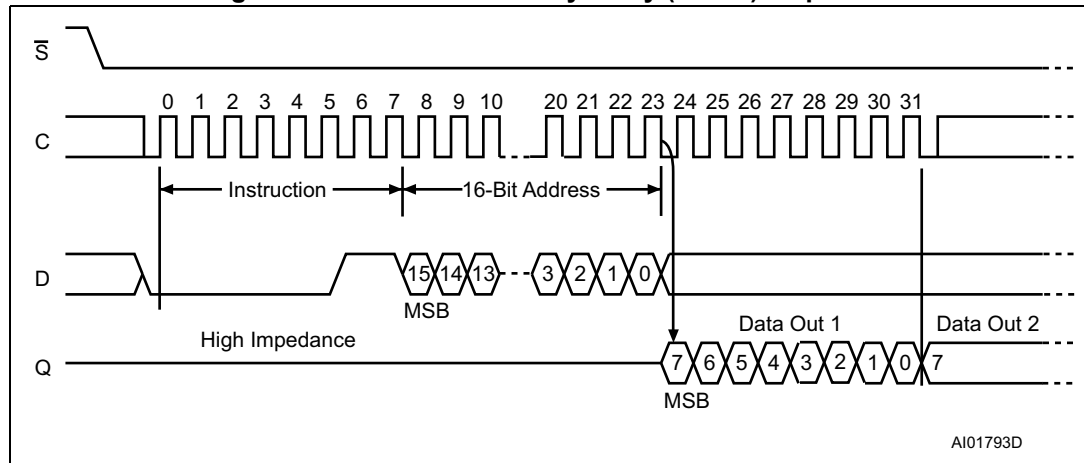 S
0 1 2 3 4 5 6 7 8 9 10 20 21 22 23 24 25 26 27 28 29 30 31
C
Instruction 16-Bit Address
D 15 14 13 3 2 1 0
MSB
High Impedance Data Out 1 Data Out 2
Q 7 6 5 4 3 2 1 0 7
MSB
AI01793D